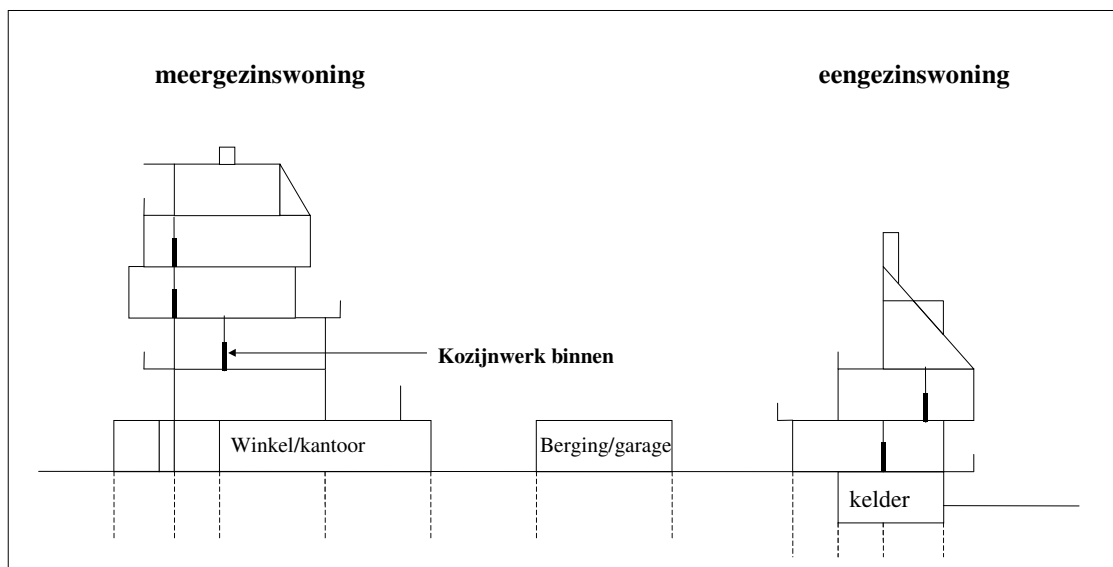 meergezinswoning
eengezinswoning
Kozijnwerk binnen
Winkel/kantoor
Berging/garage
kelder